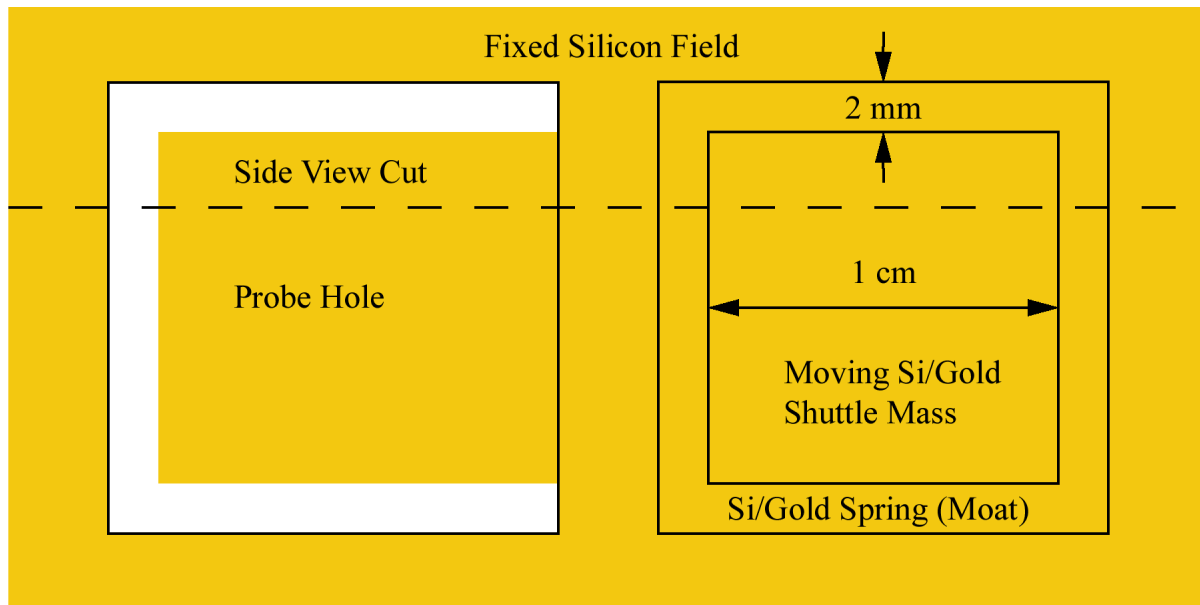 Fixed Silicon Field
2 mm
Side View Cut
1 cm
Probe Hole
Moving Si/Gold
Shuttle Mass
Si/Gold Spring (Moat)